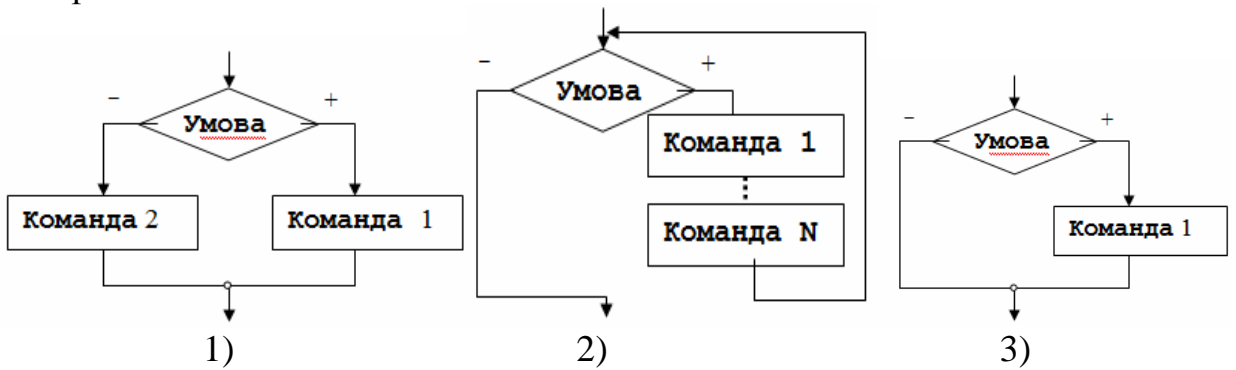 – Умова +
Команда 2
Команда 1
1)
– Умова +
Команда 1
Команда N
2)
– Умова +
Команда 1
3)